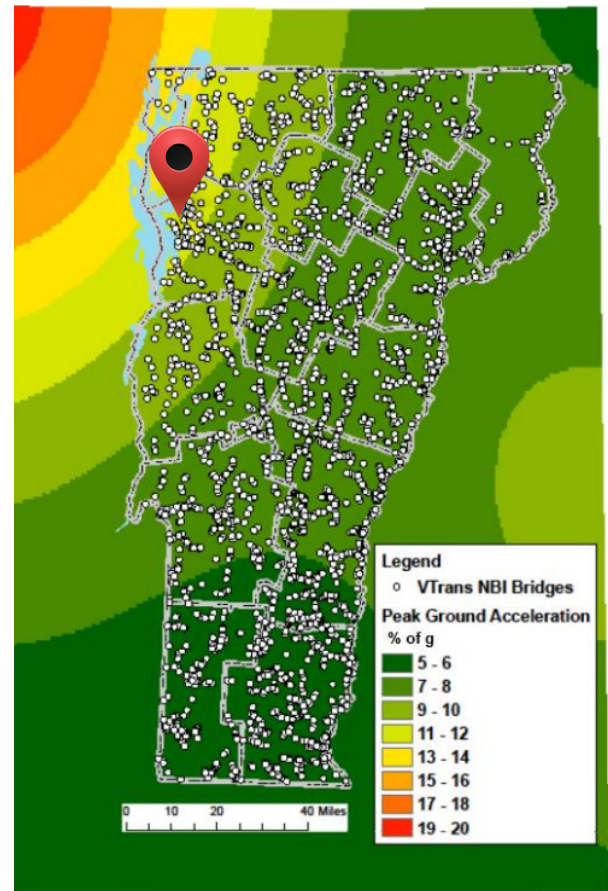 Legend
VTrans NBI Bridges
Peak Ground Acceleration
% of g
5 - 6
7 - 8
9 - 10
11 - 12
13 - 14
15 - 16
17 - 18
19 - 20
0 10 20 40 Miles